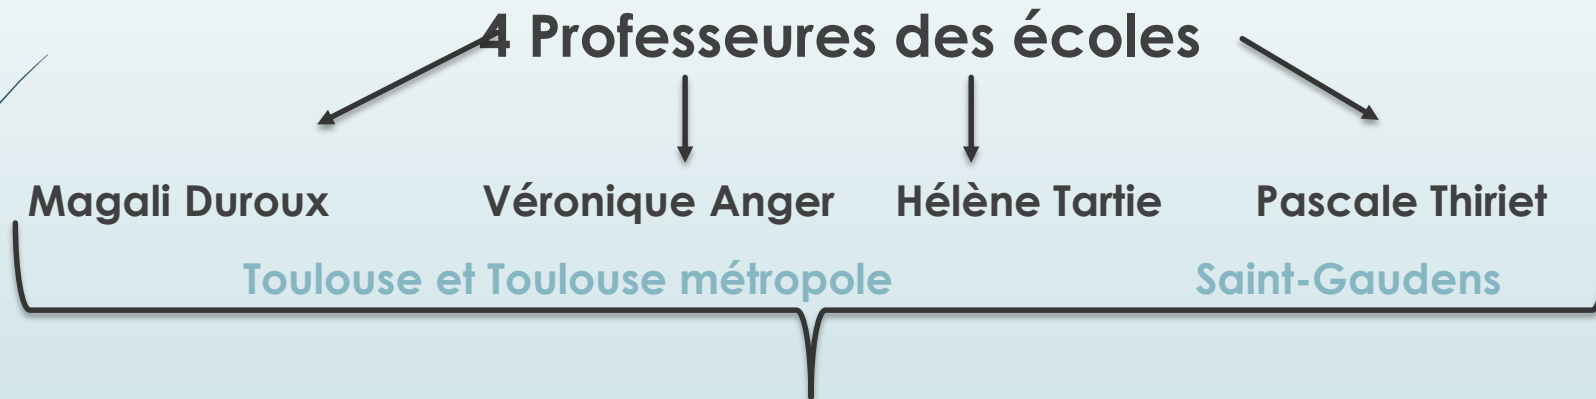 4 Professeures des écoles
Magali Duroux Véronique Anger Hélène Tartie Pascale Thiriet
Toulouse et Toulouse métropole Saint-Gaudens